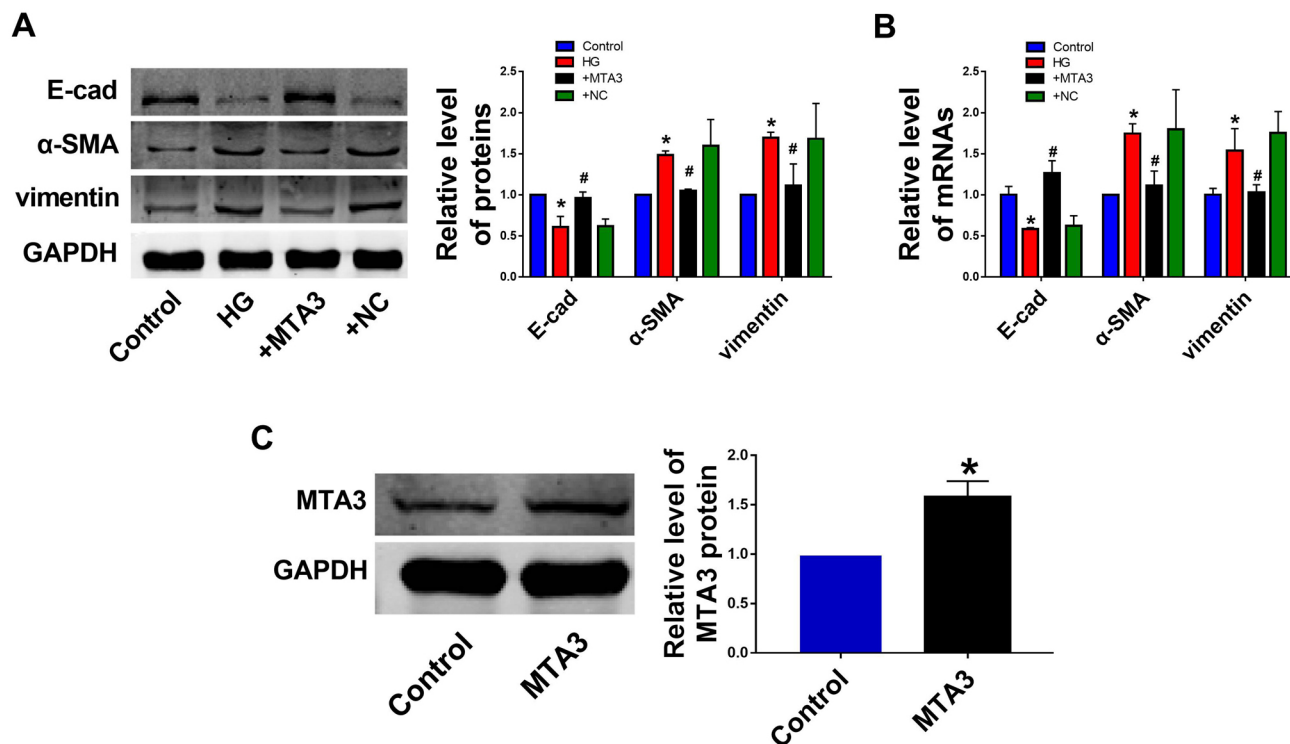 A
E-cad
α-SMA
vimentin
GAPDH
Control
HG
+MTA3
+NC
Control
HG
+MTA3
+NC
Relative level
of proteins
2.5
2.0
1.5
1.0
0.5
0.0
*
#
*
#
*
#
E-cad
α-SMA
vimentin
B
Control
HG
+MTA3
+NC
Relative level
of mRNAs
2.5
2.0
1.5
1.0
0.5
0.0
*
#
*
#
*
#
E-cad
α-SMA
vimentin
C
MTA3
GAPDH
Control
MTA3
Relative level of
MTA3 protein
2.0
1.5
1.0
0.5
0.0
*
Control
MTA3